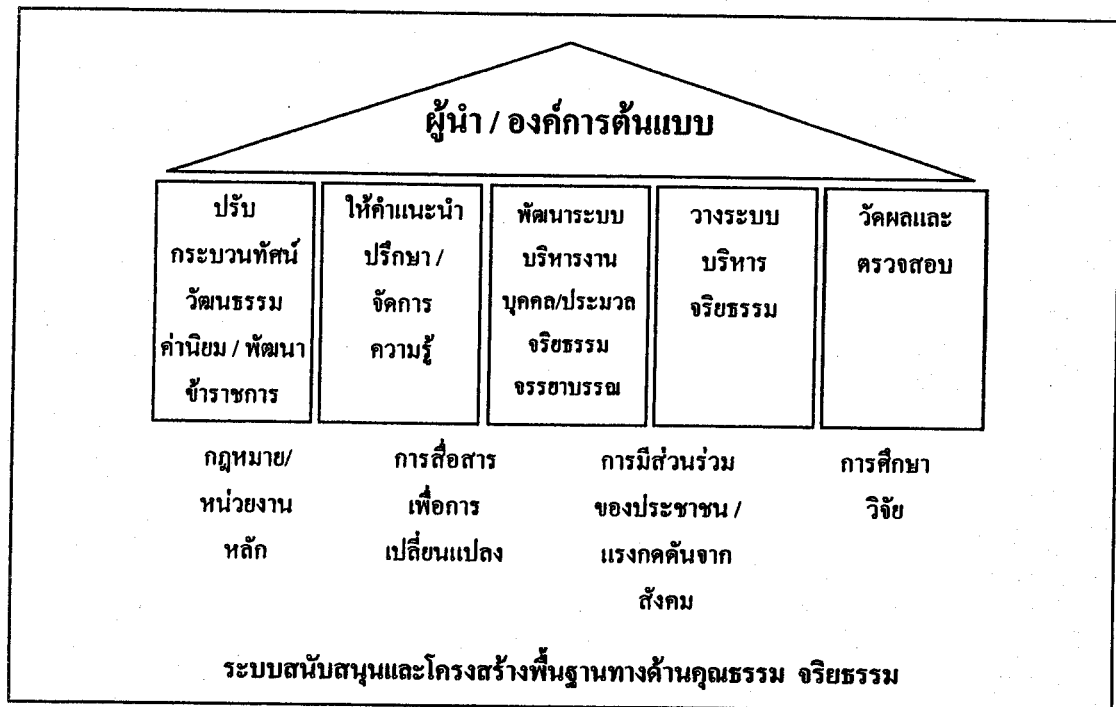 ผู้นำ / องค์การต้นแบบ
ปรับ
กระบวนทัศน์
วัฒนธรรม
ค่านิยม / พัฒนา
ข้าราชการ
ให้คำแนะนำ
ปรึกษา /
จัดการ
ความรู้
พัฒนาระบบ
บริหารงาน
บุคคล/ประมวล
จริยธรรม
จรรยาบรรณ
วางระบบ
บริหาร
จริยธรรม
วัดผลและ
ตรวจสอบ
กฎหมาย/
หน่วยงาน
หลัก
การสื่อสาร
เพื่อการ
เปลี่ยนแปลง
การมีส่วนร่วม
ของประชาชน /
แรงกดดันจาก
สังคม
การศึกษา
วิจัย
ระบบสนับสนุนและโครงสร้างพื้นฐานทางด้านคุณธรรม จริยธรรม